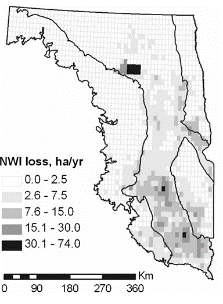 NWI loss, ha/yr
0.0 - 2.5
2.6 - 7.5
7.6 - 15.0
15.1 - 30.0
30.1 - 74.0
Km
0 90 180 270 360